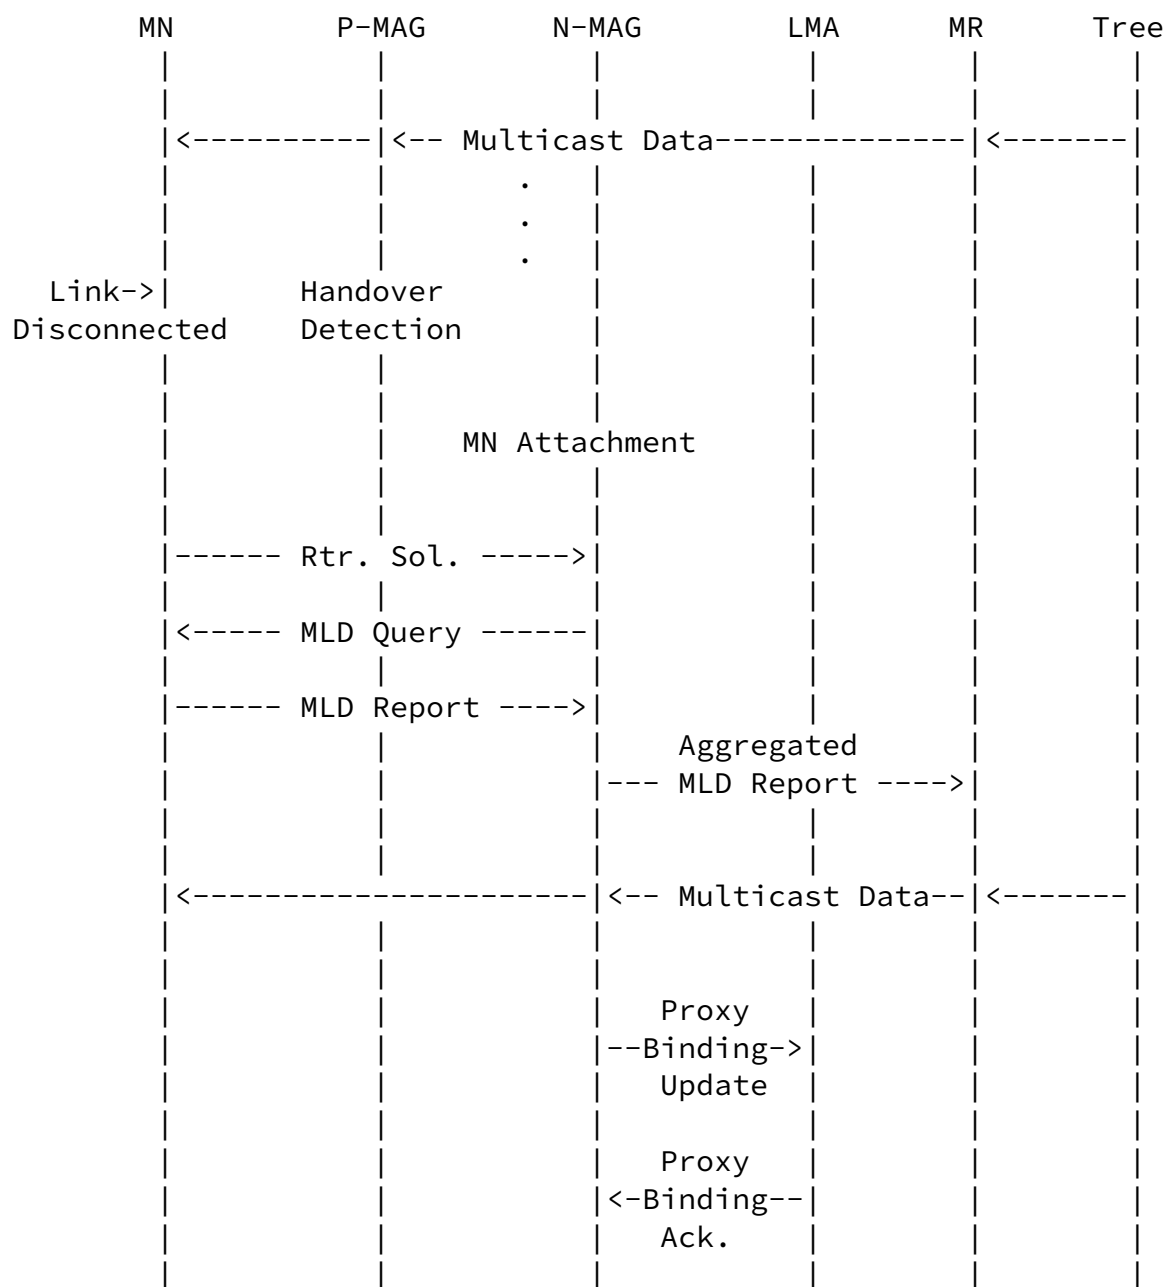 MN P-MAG N-MAG LMA MR Tree
|<----------|<-- Multicast Data--------------|<-------|
.
.
.
Link->| Handover
Disconnected Detection
MN Attachment
|------ Rtr. Sol. ----->|
|<----- MLD Query ------|
|------ MLD Report ---->|
Aggregated
|--- MLD Report ---->|
|<-----------------------|<-- Multicast Data--|<-------|
Proxy
|--Binding->|
Update
Proxy
|<-Binding--|
Ack.